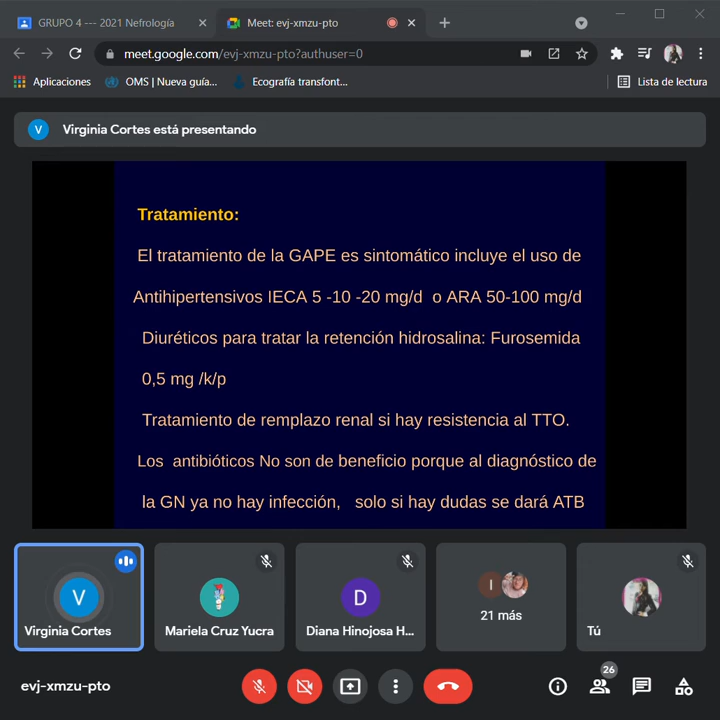 GRUPO 4 --- 2021 Nefrología
Meet: evj-xmzu-pto
meet.google.com/evj-xmzu-pto?authuser=0
Aplicaciones
OMS | Nueva guía...
Ecografía transfont...
Lista de lectura
V
Virginia Cortes está presentando
Tratamiento:
El tratamiento de la GAPE es sintomático incluye el uso de
Antihipertensivos IECA 5 -10 -20 mg/d o ARA 50-100 mg/d
Diuréticos para tratar la retención hidrosalina: Furosemida
0,5 mg /k/p
Tratamiento de remplazo renal si hay resistencia al TTO.
Los antibióticos No son de beneficio porque al diagnóstico de
la GN ya no hay infección, solo si hay dudas se dará ATB
V
Virginia Cortes
Mariela Cruz Yucra
D
Diana Hinojosa H...
I
21 más
Tú
evj-xmzu-pto
26